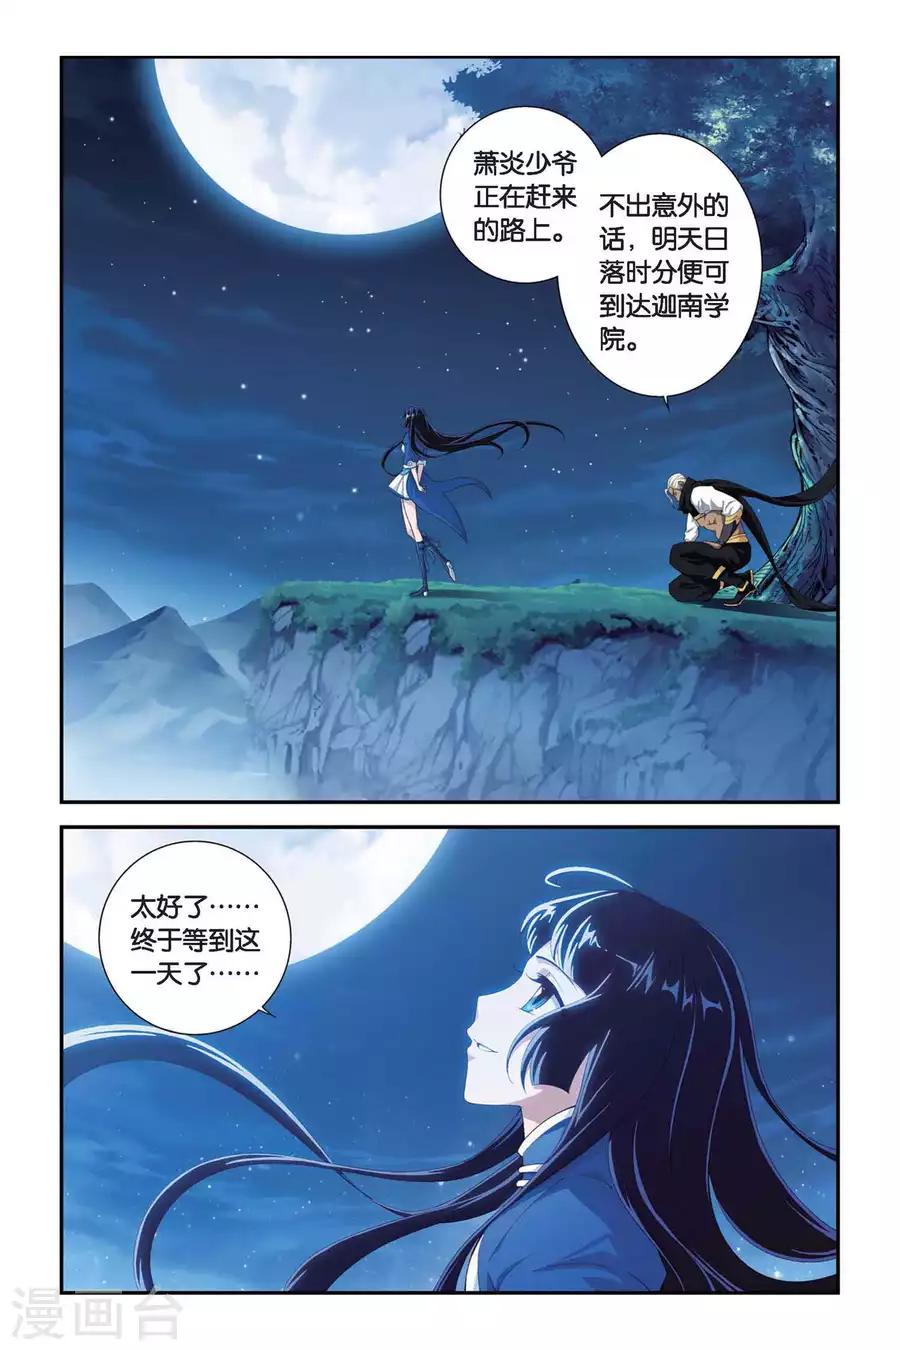 萧炎少爷
正在赶来
的路上。
不出意外的
话，明天日
落时分便可
到达迦南学
院。
太好了……
终于等到这
一天了……
漫画台